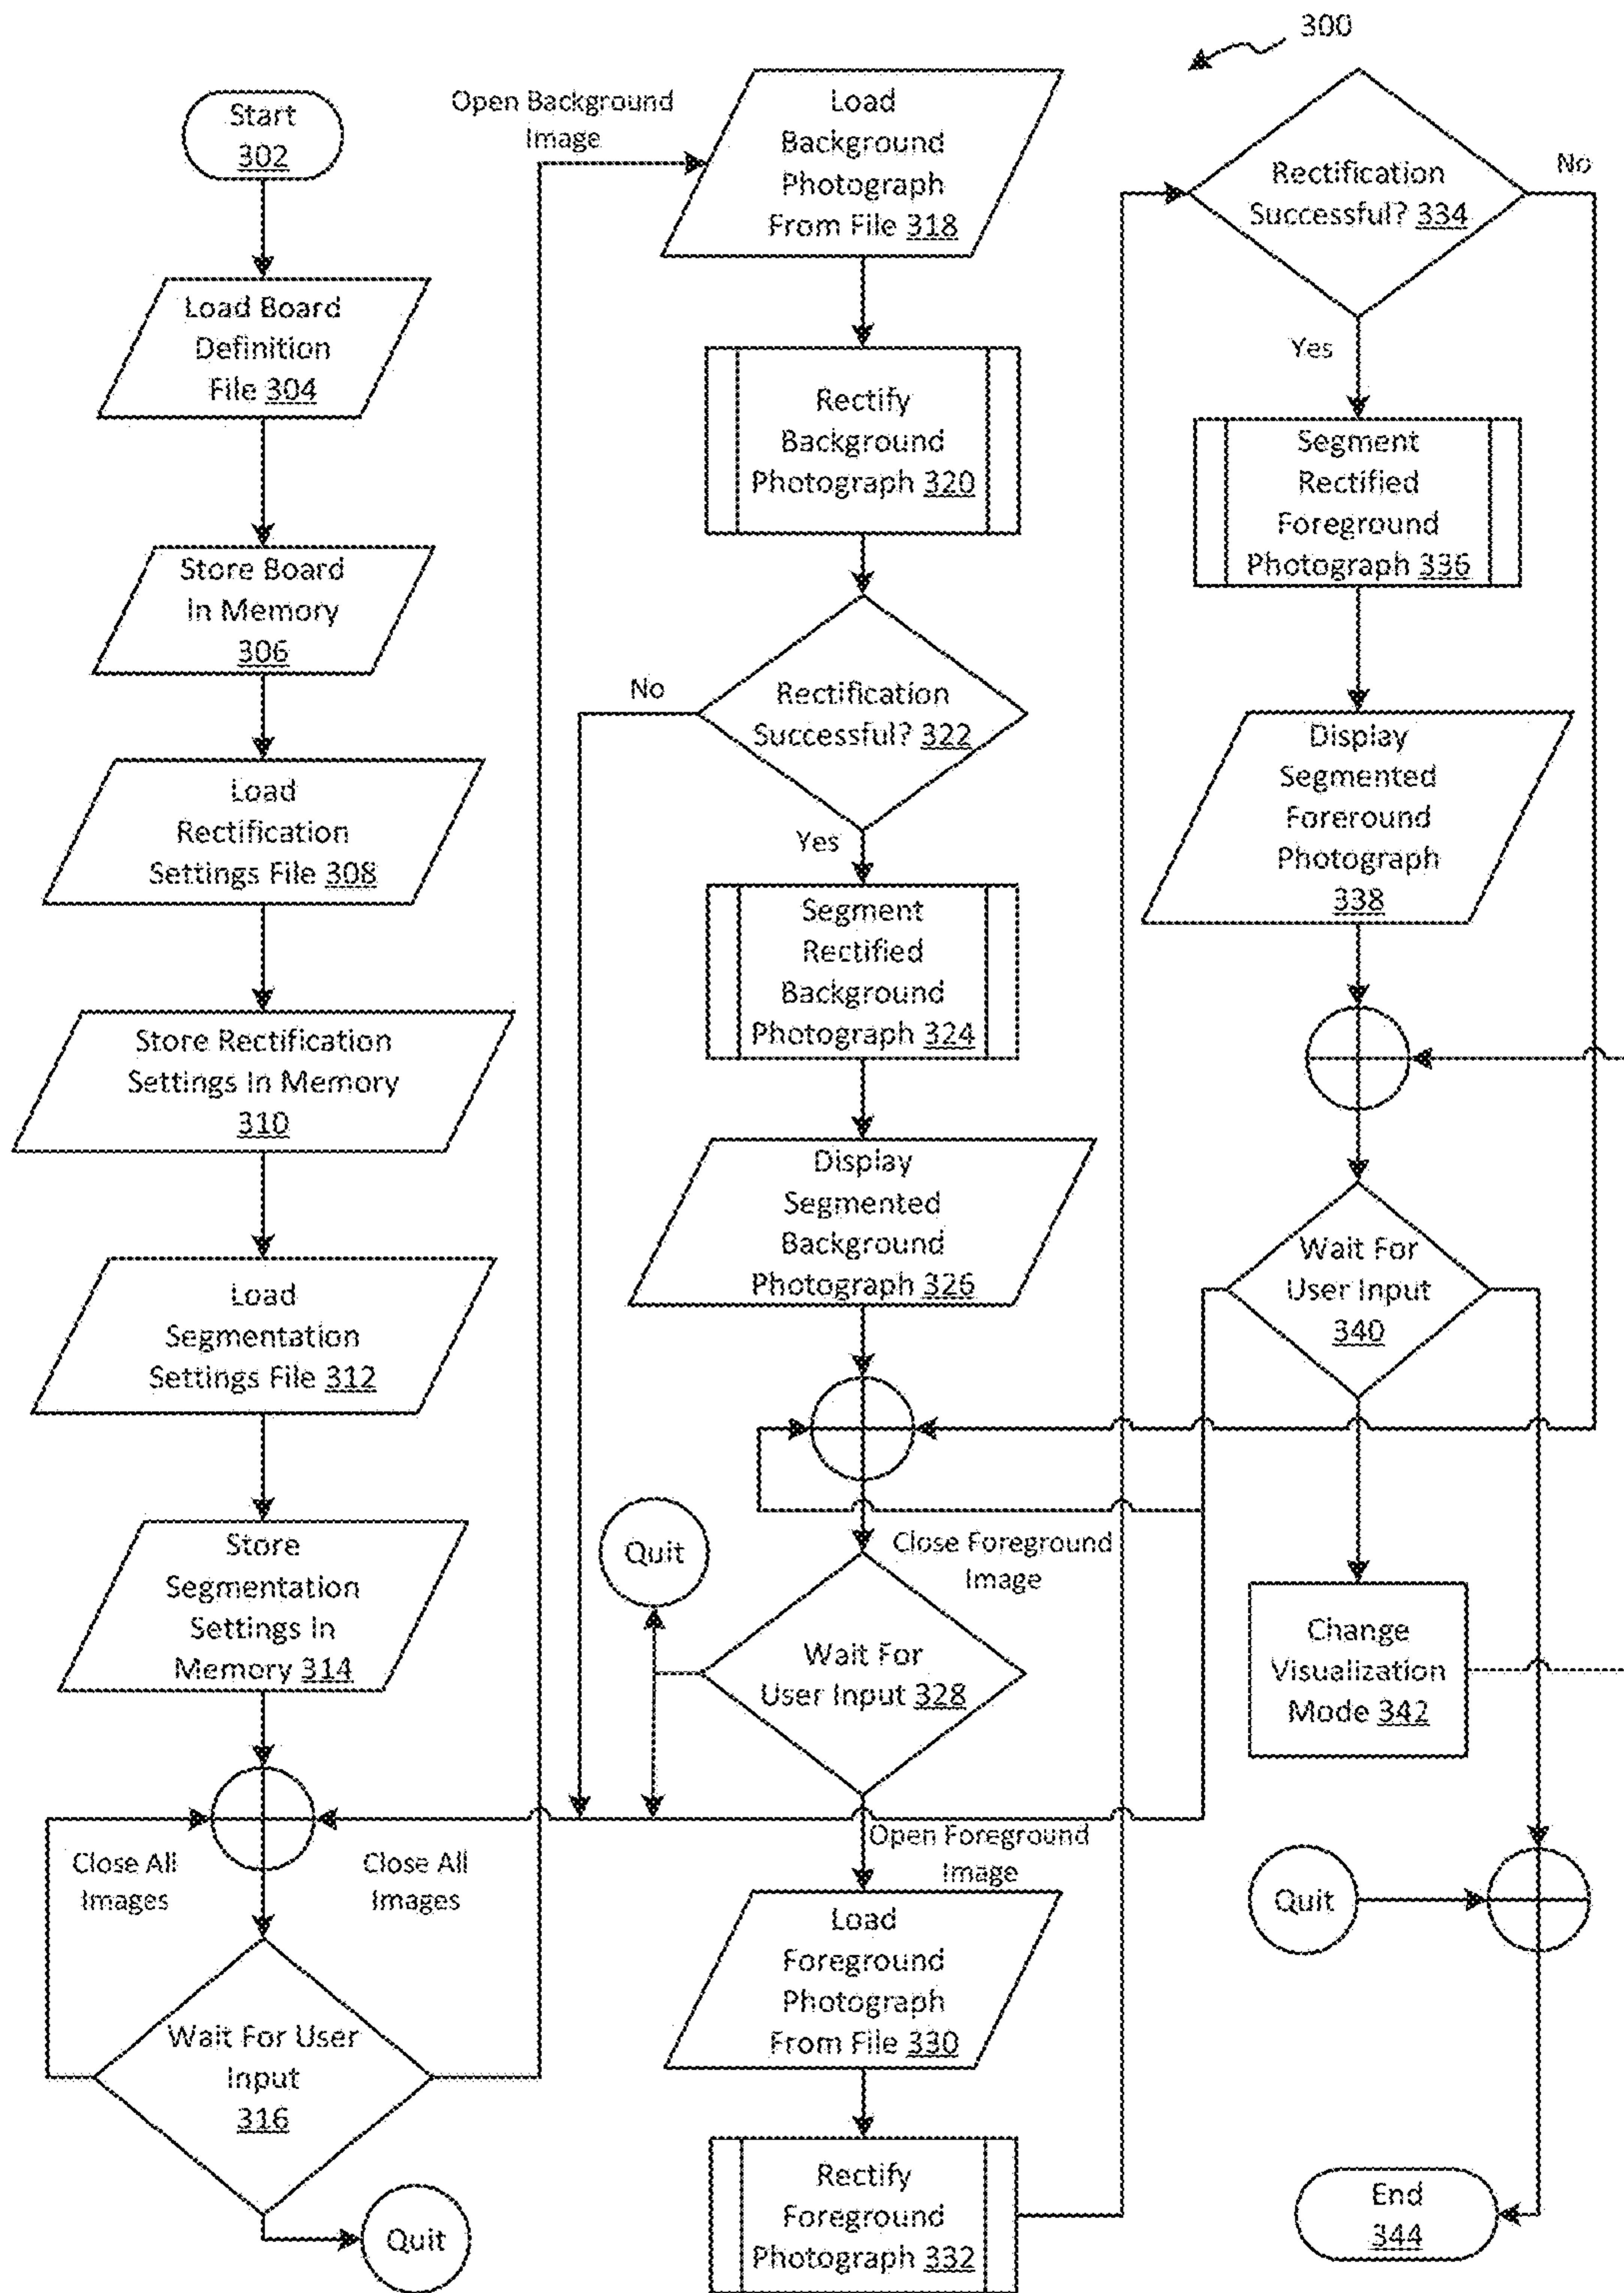 300
Start
302
Load Board
Definition
File 304
Store Board
in Memory
306
Load
Rectification
Settings File 308
Store Rectification
Settings In Memory
310
Load
Segmentation
Settings File 312
Store
Segmentation
Settings in
Memory 314
Close All
Images
Close All
Images
Wait For User
Input
316
Quit
Open Background
Image
Load
Background
Photograph
From File 318
Rectify
Background
Photograph 320
No
Rectification
Successful? 322
Yes
Segment
Rectified
Background
Photograph 324
Display
Segmented
Background
Photograph 326
Quit
Close Foreground
Image
Wait For
User Input 328
Open Foreground
Image
Load
Foreground
Photograph
From File 330
Rectify
Foreground
Photograph 332
Rectification
Successful? 334
No
Yes
Segment
Rectified
Foreground
Photograph 336
Display
Segmented
Foreround
Photograph
338
Wait For
User Input
340
Change
Visualization
Mode 342
Quit
End
344